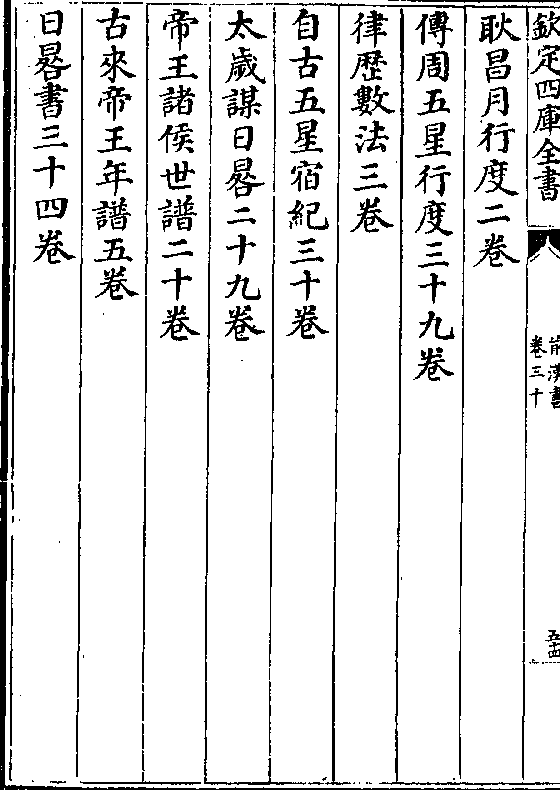 欽定四庫全書
前漢書
卷三十
五十四
耿昌月行度二卷
傅周五星行度三十九卷
律歴數法三卷
自古五星宿紀三十卷
太歳謀日晷二十九卷
帝王諸侯世譜二十卷
古來帝王年譜五卷
日晷書三十四卷